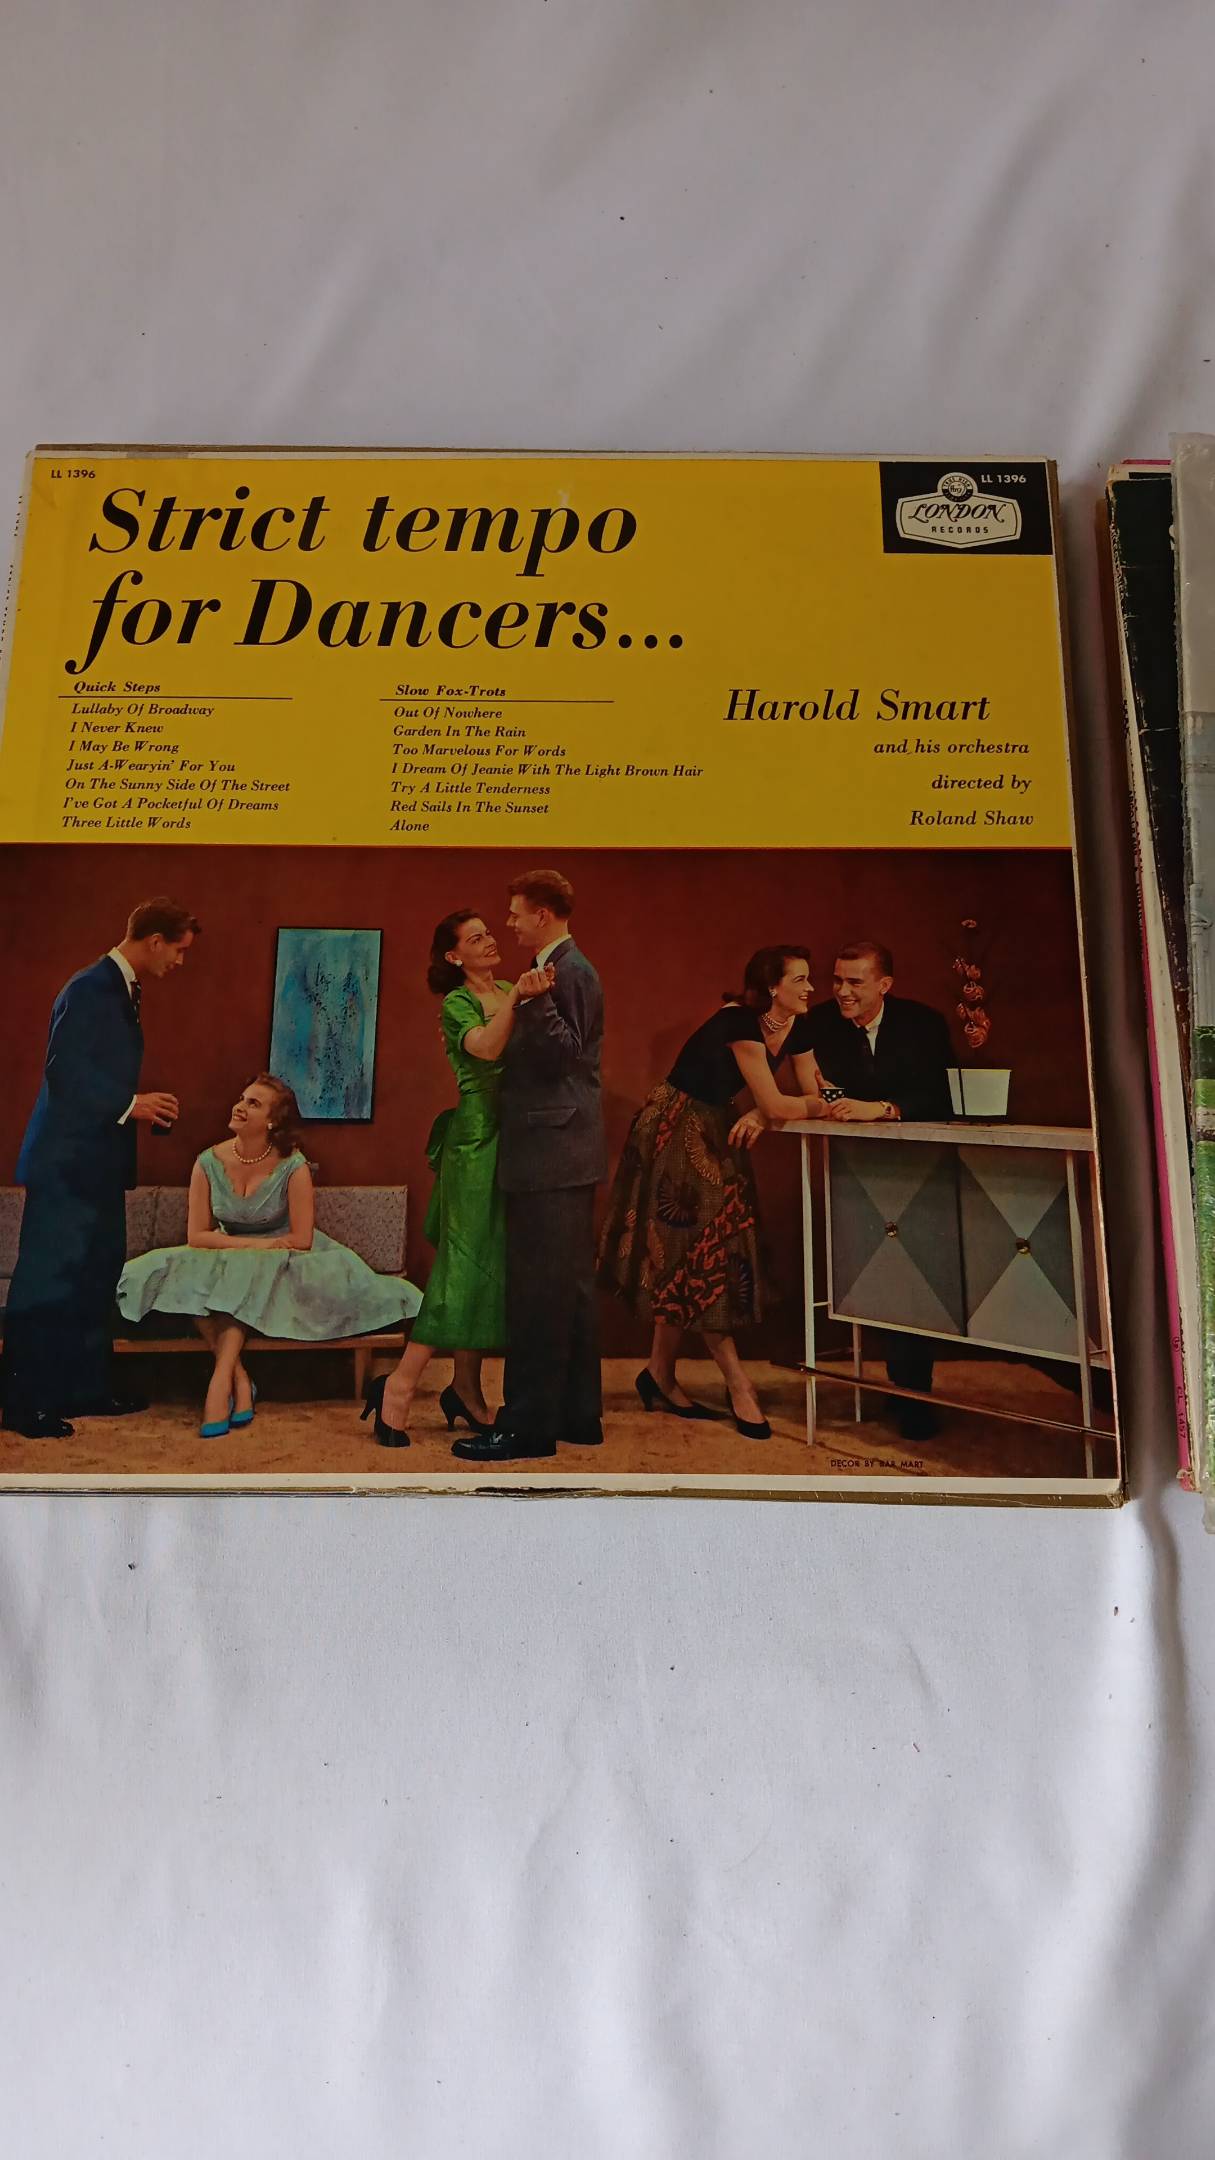 LL 1396
Strict tempo
for Dancers...
LL 1396
LONDON
RECORDS
Quick Steps
Lullaby Of Broadway
I Never Knew
I May Be Wrong
Just A-Wearyin' For You
On The Sunny Side Of The Street
I've Got A Pocketful Of Dreams
Three Little Words
Slow Fox-Trots
Out Of Nowhere
Garden In The Rain
Too Marvelous For Words
I Dream Of Jeanie With The Light Brown Hair
Try A Little Tenderness
Red Sails In The Sunset
Alone
Harold Smart
and his orchestra
directed by
Roland Shaw
DECOR BY BAR MART
CL 1457